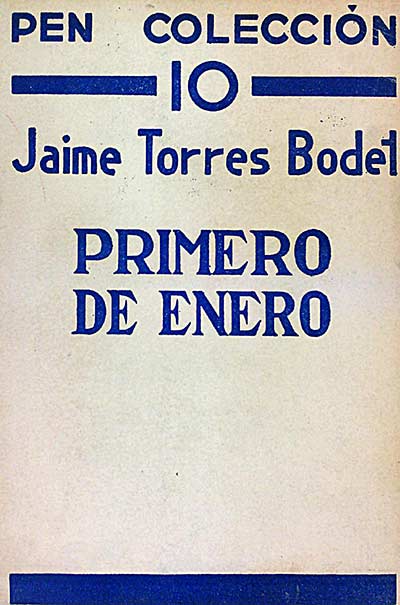 PEN COLECCIÓN
10
Jaime Torres Bodet
PRIMERO
DE ENERO